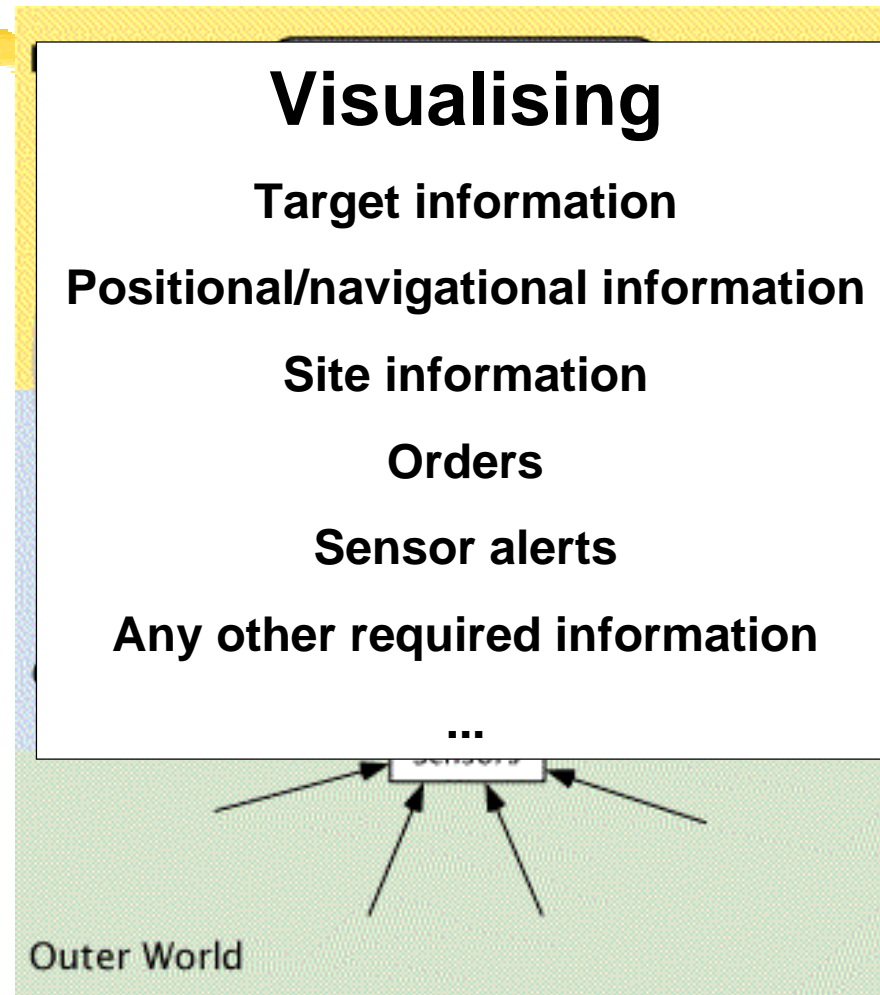 Visualising
Target information
Positional/navigational information
Site information
Orders
Sensor alerts
Any other required information
...
Outer World